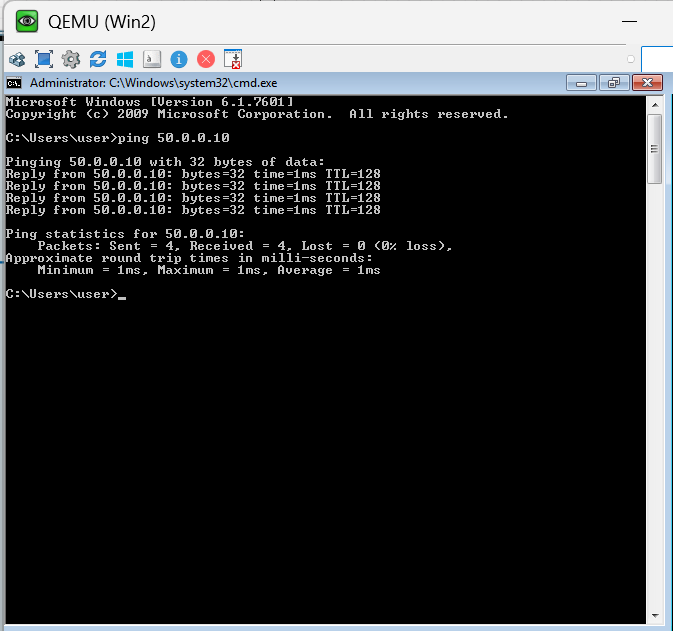 QEMU (Win2)
Administrator: C:\Windows\system32\cmd.exe
Microsoft Windows [Version 6.1.7601]
Copyright (c) 2009 Microsoft Corporation.  All rights reserved.
C:\Users\user>ping 50.0.0.10
Pinging 50.0.0.10 with 32 bytes of data:
Reply from 50.0.0.10: bytes=32 time=1ms TTL=128
Reply from 50.0.0.10: bytes=32 time=1ms TTL=128
Reply from 50.0.0.10: bytes=32 time=1ms TTL=128
Reply from 50.0.0.10: bytes=32 time=1ms TTL=128
Ping statistics for 50.0.0.10:
    Packets: Sent = 4, Received = 4, Lost = 0 (0% loss),
Approximate round trip times in milli-seconds:
    Minimum = 1ms, Maximum = 1ms, Average = 1ms
C:\Users\user>_